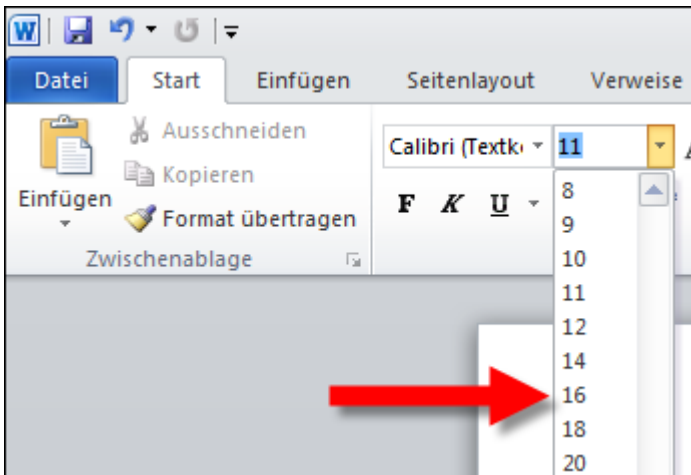 W
Datei Start Einfügen Seitenlayout Verweise
Ausschneiden
Calibri (Textk 11
Kopieren
Einfügen
Format übertragen
F K U
Zwischenablage
8
9
10
11
12
14
16
18
20